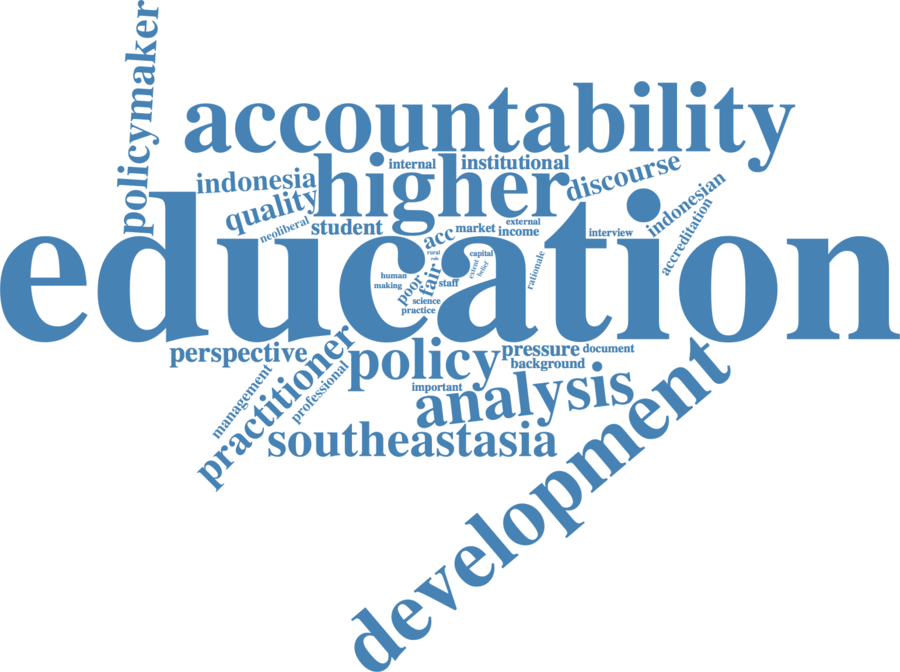 policymaker
accountability
higher
internal
institutional
indonesia
discourse
quality
indonesian
neoliberal
student
acc
market
external
income
interview
accreditation
education
rural
capital
extent
belief
rationale
human
making
poor
fair
staff
science
practice
perspective
practitioner
policy
pressure
document
background
management
professional
important
analysis
southeastasia
development